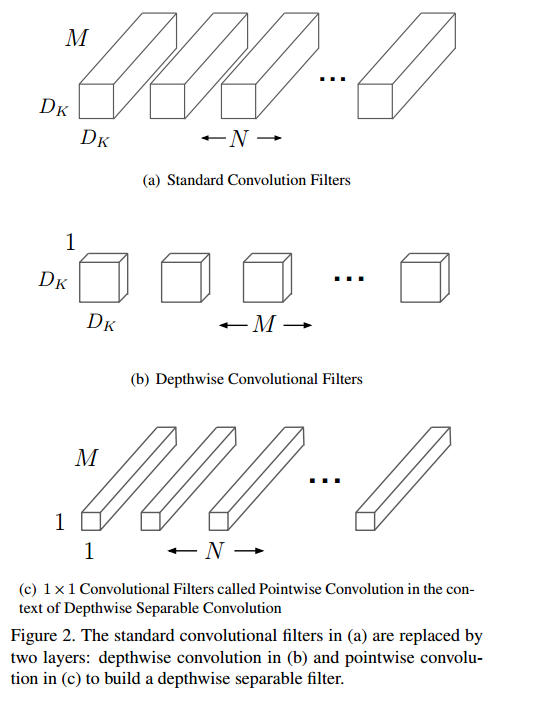 M
D_K
D_K
← N →
...
(a) Standard Convolution Filters
1
D_K
D_K
← M →
...
(b) Depthwise Convolutional Filters
M
1
1
← N →
...
(c) 1 × 1 Convolutional Filters called Pointwise Convolution in the con-
text of Depthwise Separable Convolution
Figure 2. The standard convolutional filters in (a) are replaced by
two layers: depthwise convolution in (b) and pointwise convolu-
tion in (c) to build a depthwise separable filter.